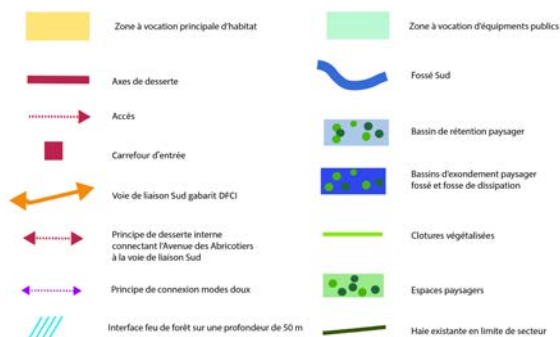 Zone à vocation principale d'habitat
Axes de desserte
Accès
Carrefour d'entrée
Voie de liaison Sud gabarit DFCI
Principe de desserte interne
connectant l'Avenue des Abricotiers
à la voie de liaison Sud
Principe de connexion modes doux
Interface feu de forêt sur une profondeur de 50 m
Zone à vocation d'équipments publics
Fossé Sud
Bassin de rétention paysager
Bassins d'exondement paysager
fossé et fosse de dissipation
Clotures végétalisées
Espaces paysagers
Haie existante en limite de secteur